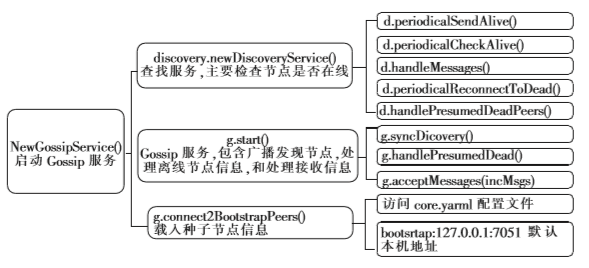 NewGossipService()
启动 Gossip 服务
discovery.newDiscoveryService()
查找服务,主要检查节点是否在线
d.periodicalSendAlive()
d.periodicalCheckAlive()
d.handleMessages()
d.periodicalReconnectToDead()
d.handlePresumedDeadPeers()
g.start()
Gossip 服务,包含广播发现节点,处
理离线节点信息,和处理接收信息
g.syncDicovery()
g.handlePresumedDead()
g.acceptMessages(incMsgs)
g.connect2BootstrapPeers()
载入种子节点信息
访问 core.yarml 配置文件
bootsrtap:127.0.0.1:7051 默认
本机地址